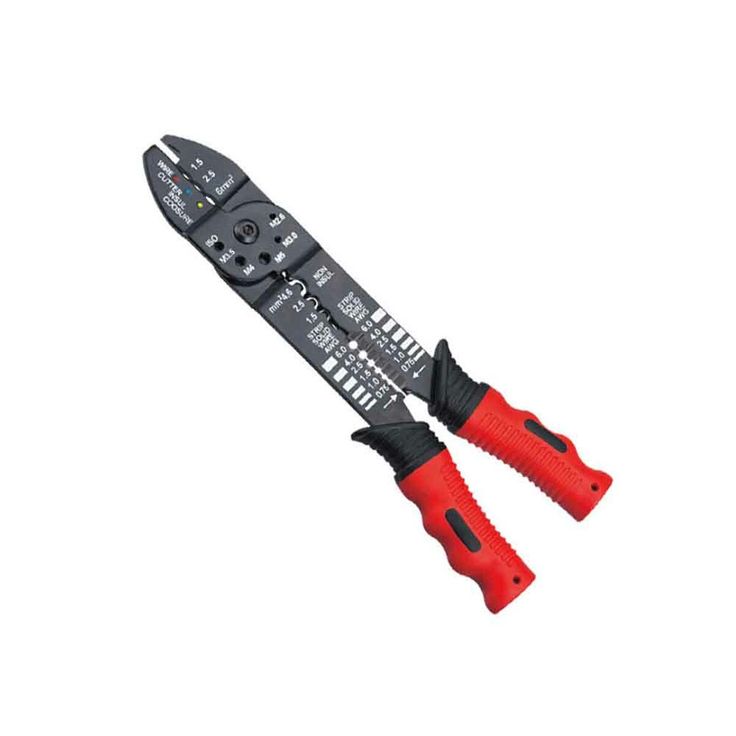 WIRE
CUTTER
INSUL
COOSURE
1.5
2.5
6mm²
ISO
M3.5
M4
M5
M3.0
M2.6
NON
INSUL
mm²4.6
2.5
1.5
STRIP
SOLID
WIRE
AWG
6.0
4.0
2.5
1.5
1.0
0.75
STRIP
SOLID
WIRE
AWG
6.0
4.0
2.5
1.5
1.0
0.75